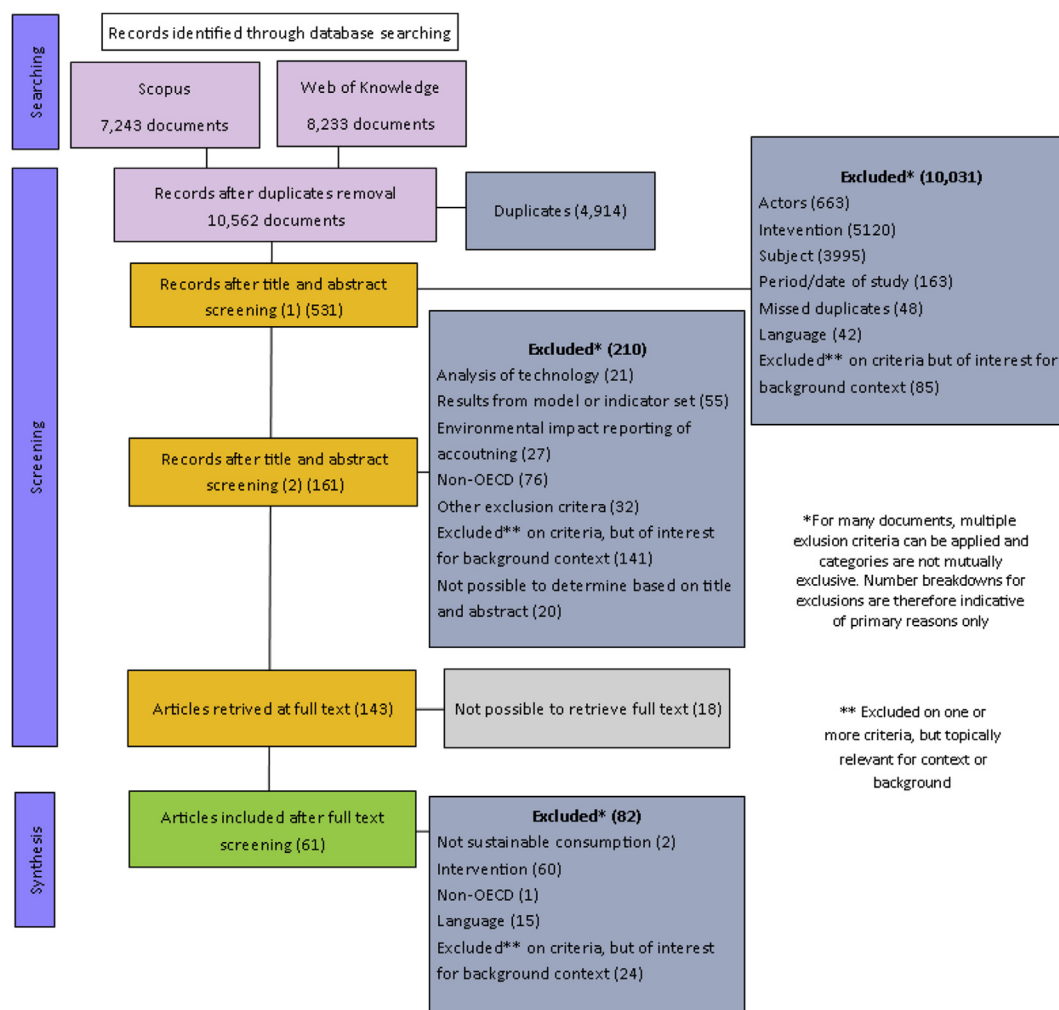 Searching
Records identified through database searching
Scopus
7,243 documents
Web of Knowledge
8,233 documents
Screening
Records after duplicates removal
10,562 documents
Duplicates (4,914)
Excluded* (10,031)
Actors (663)
Intevention (5120)
Subject (3995)
Period/date of study (163)
Missed duplicates (48)
Language (42)
Excluded** on criteria but of interest for
background context (85)
Records after title and abstract
screening (1) (531)
Excluded* (210)
Analysis of technology (21)
Results from model or indicator set (55)
Environmental impact reporting of
accoutning (27)
Non-OECD (76)
Other exclusion critera (32)
Excluded** on criteria, but of interest
for background context (141)
Not possible to determine based on title
and abstract (20)
Records after title and abstract
screening (2) (161)
*For many documents, multiple
exlusion criteria can be applied and
categories are not mutually
exclusive. Number breakdowns for
exclusions are therefore indicative
of primary reasons only
Articles retrived at full text (143)
Not possible to retrieve full text (18)
** Excluded on one or
more criteria, but topically
relevant for context or
background
Synthesis
Articles included after full text
screening (61)
Excluded* (82)
Not sustainable consumption (2)
Intervention (60)
Non-OECD (1)
Language (15)
Excluded** on criteria, but of interest
for background context (24)